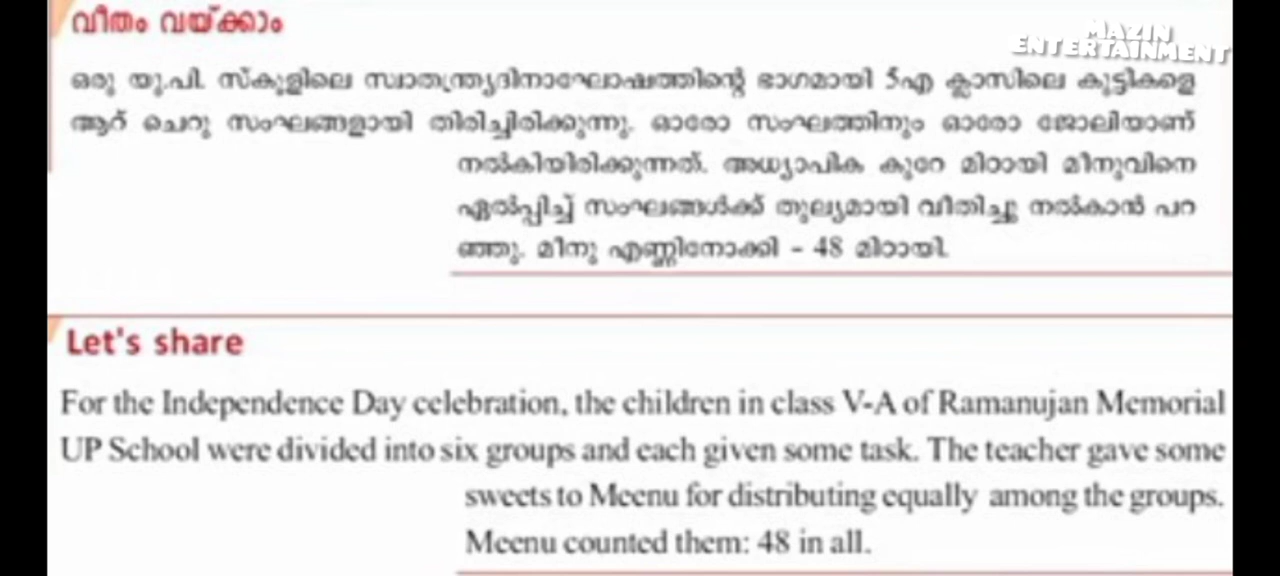 വീതം വയ്ക്കാം
MAZIN
ENTERTAINMENT
ഒരു യു.പി. സ്കൂളിലെ സ്വാതന്ത്ര്യദിനാഘോഷത്തിന്റെ ഭാഗമായി 5എ ക്ലാസിലെ കുട്ടികളെ
ആറ് ചെറു സംഘങ്ങളായി തിരിച്ചിരിക്കുന്നു. ഓരോ സംഘത്തിനും ഓരോ ജോലിയാണ്
നൽകിയിരിക്കുന്നത്. അധ്യാപിക കുറേ മിഠായി മീനുവിനെ
ഏൽപ്പിച്ച് സംഘങ്ങൾക്ക് തുല്യമായി വീതിച്ചു നൽകാൻ പറ
ഞ്ഞു. മീനു എണ്ണിനോക്കി - 48 മിഠായി.
Let's share
For the Independence Day celebration, the children in class V-A of Ramanujan Memorial
UP School were divided into six groups and each given some task. The teacher gave some
sweets to Meenu for distributing equally among the groups.
Meenu counted them: 48 in all.